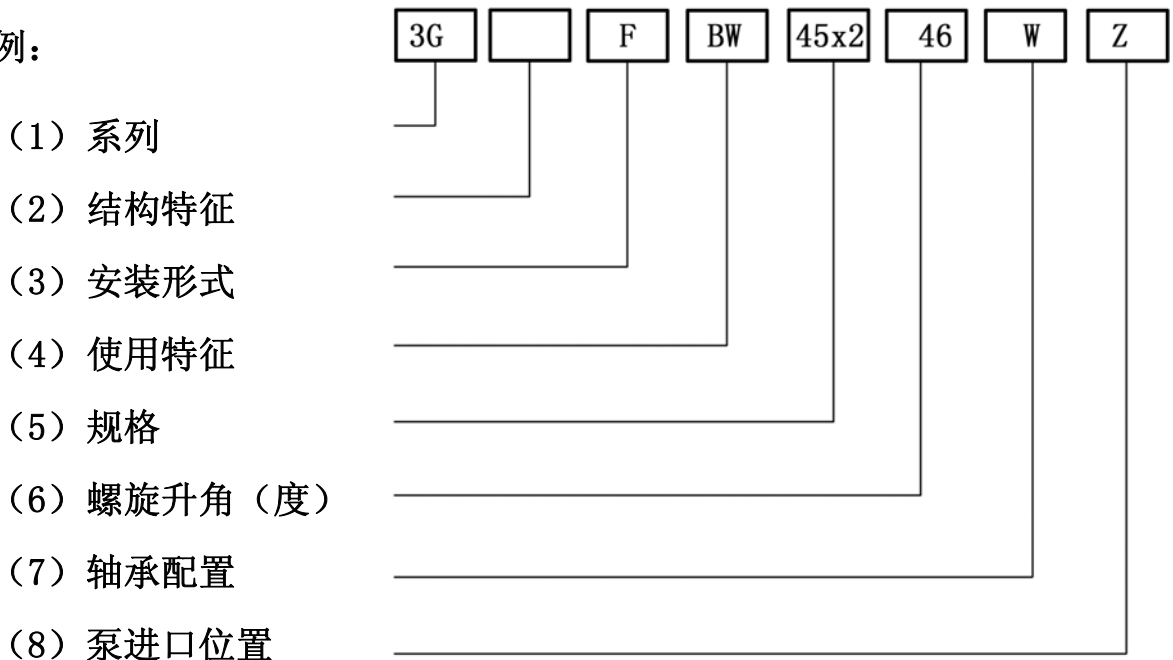 例：
3G F BW 45x2 46 W Z
（1）系列
（2）结构特征
（3）安装形式
（4）使用特征
（5）规格
（6）螺旋升角（度）
（7）轴承配置
（8）泵进口位置